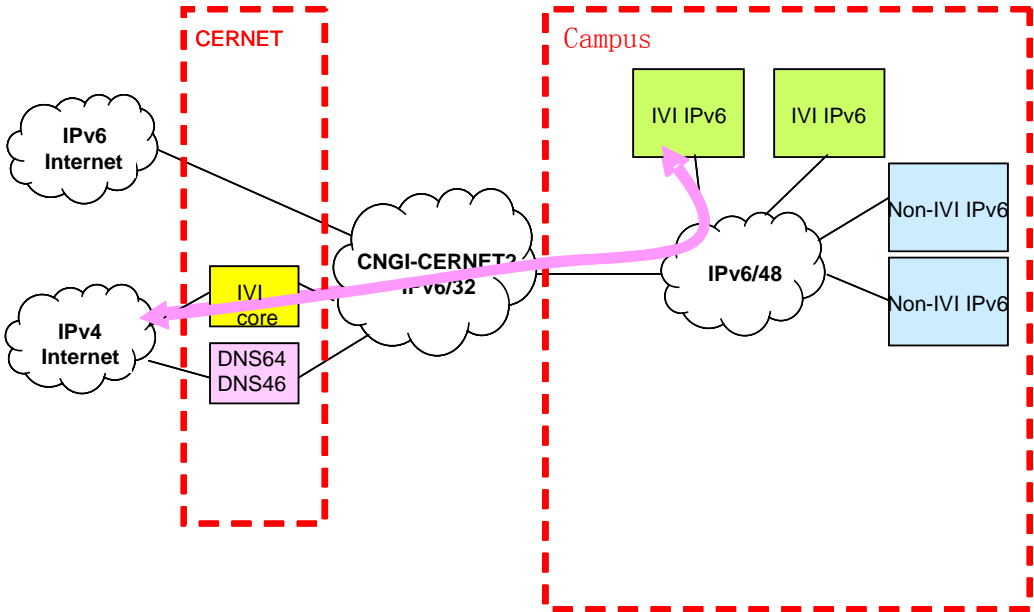 CERNET
Campus
IPv6
Internet
IVI IPv6
IVI IPv6
Non-IVI IPv6
CNGI-CERNET2
IPv6/32
IPv6/48
IVI
core
Non-IVI IPv6
IPv4
Internet
DNS64
DNS46